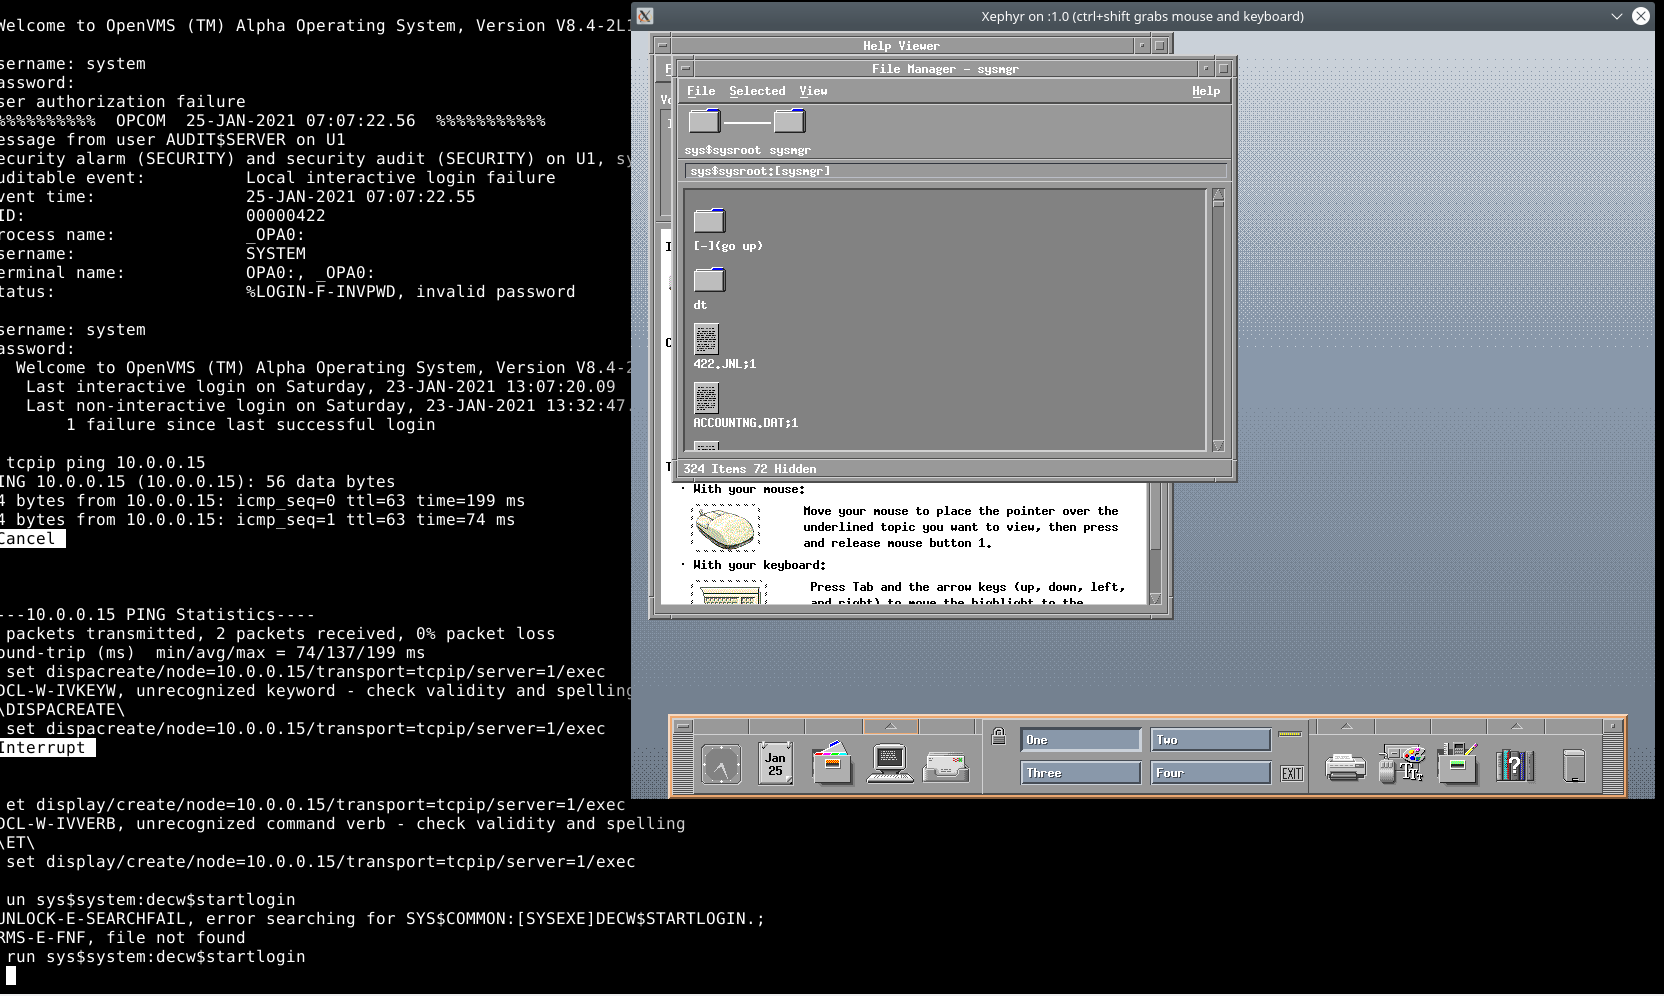 Welcome to OpenVMS (TM) Alpha Operating System, Version V8.4-2L
sername: system
assword:
ser authorization failure
%%%%%%%%%%  OPCOM  25-JAN-2021 07:07:22.56  %%%%%%%%%%%
essage from user AUDIT$SERVER on U1
ecurity alarm (SECURITY) and security audit (SECURITY) on U1, sy
uditable event:          Local interactive login failure
vent time:               25-JAN-2021 07:07:22.55
ID:                      00000422
rocess name:             _OPA0:
sername:                 SYSTEM
erminal name:            OPA0:, _OPA0:
tatus:                   %LOGIN-F-INVPWD, invalid password
sername: system
assword:
Welcome to OpenVMS (TM) Alpha Operating System, Version V8.4-2
Last interactive login on Saturday, 23-JAN-2021 13:07:20.09
Last non-interactive login on Saturday, 23-JAN-2021 13:32:47.
1 failure since last successful login
tcpip ping 10.0.0.15
ING 10.0.0.15 (10.0.0.15): 56 data bytes
4 bytes from 10.0.0.15: icmp_seq=0 ttl=63 time=199 ms
4 bytes from 10.0.0.15: icmp_seq=1 ttl=63 time=74 ms
Cancel
---10.0.0.15 PING Statistics----
packets transmitted, 2 packets received, 0% packet loss
ound-trip (ms)  min/avg/max = 74/137/199 ms
set dispacreate/node=10.0.0.15/transport=tcpip/server=1/exec
DCL-W-IVKEYW, unrecognized keyword - check validity and spelling
\DISPACREATE\
set dispacreate/node=10.0.0.15/transport=tcpip/server=1/exec
Interrupt
et display/create/node=10.0.0.15/transport=tcpip/server=1/exec
DCL-W-IVVERB, unrecognized command verb - check validity and spelling
\ET\
set display/create/node=10.0.0.15/transport=tcpip/server=1/exec
un sys$system:decw$startlogin
UNLOCK-E-SEARCHFAIL, error searching for SYS$COMMON:[SYSEXE]DECW$STARTLOGIN.;
RMS-E-FNF, file not found
run sys$system:decw$startlogin
Xephyr on :1.0 (ctrl+shift grabs mouse and keyboard)
Help Viewer
File Manager - sysmgr
File Selected View Help
sys$sysroot sysmgr
sys$sysroot:[sysmgr]
[-](go up)
dt
422.JNL;1
ACCOUNTNG.DAT;1
324 Items 72 Hidden
· With your mouse:
Move your mouse to place the pointer over the
underlined topic you want to view, then press
and release mouse button 1.
· With your keyboard:
Press Tab and the arrow keys (up, down, left,
and right) to move the highlight to the
Jan
25
One
Two
Three
Four
EXIT